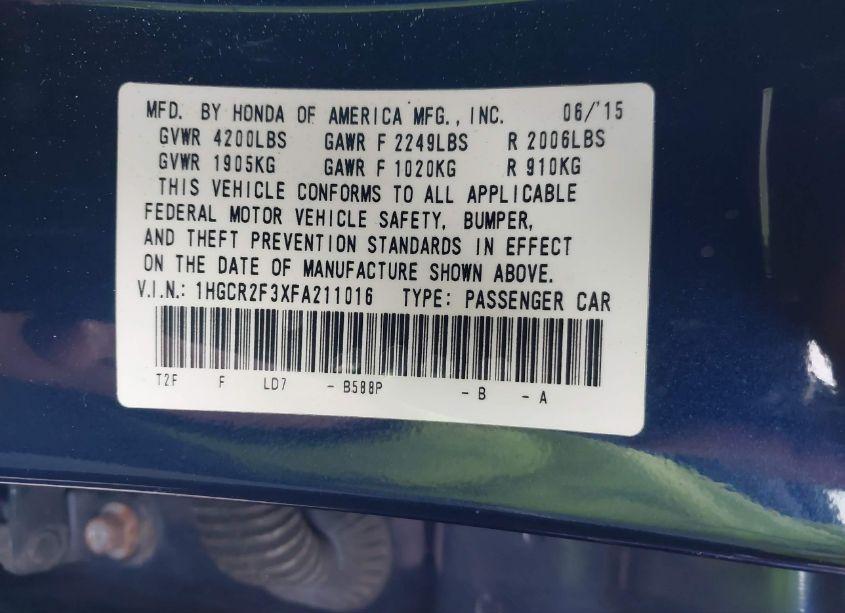 MFD. BY HONDA OF AMERICA MFG., INC. 06/'15
GVWR 4200LBS GAWR F 2249LBS R 2006LBS
GVWR 1905KG GAWR F 1020KG R 910KG
THIS VEHICLE CONFORMS TO ALL APPLICABLE
FEDERAL MOTOR VEHICLE SAFETY, BUMPER,
AND THEFT PREVENTION STANDARDS IN EFFECT
ON THE DATE OF MANUFACTURE SHOWN ABOVE.
V.I.N.: 1HGCR2F3XFA211016 TYPE: PASSENGER CAR
T2F F LD7 - B588P - B - A